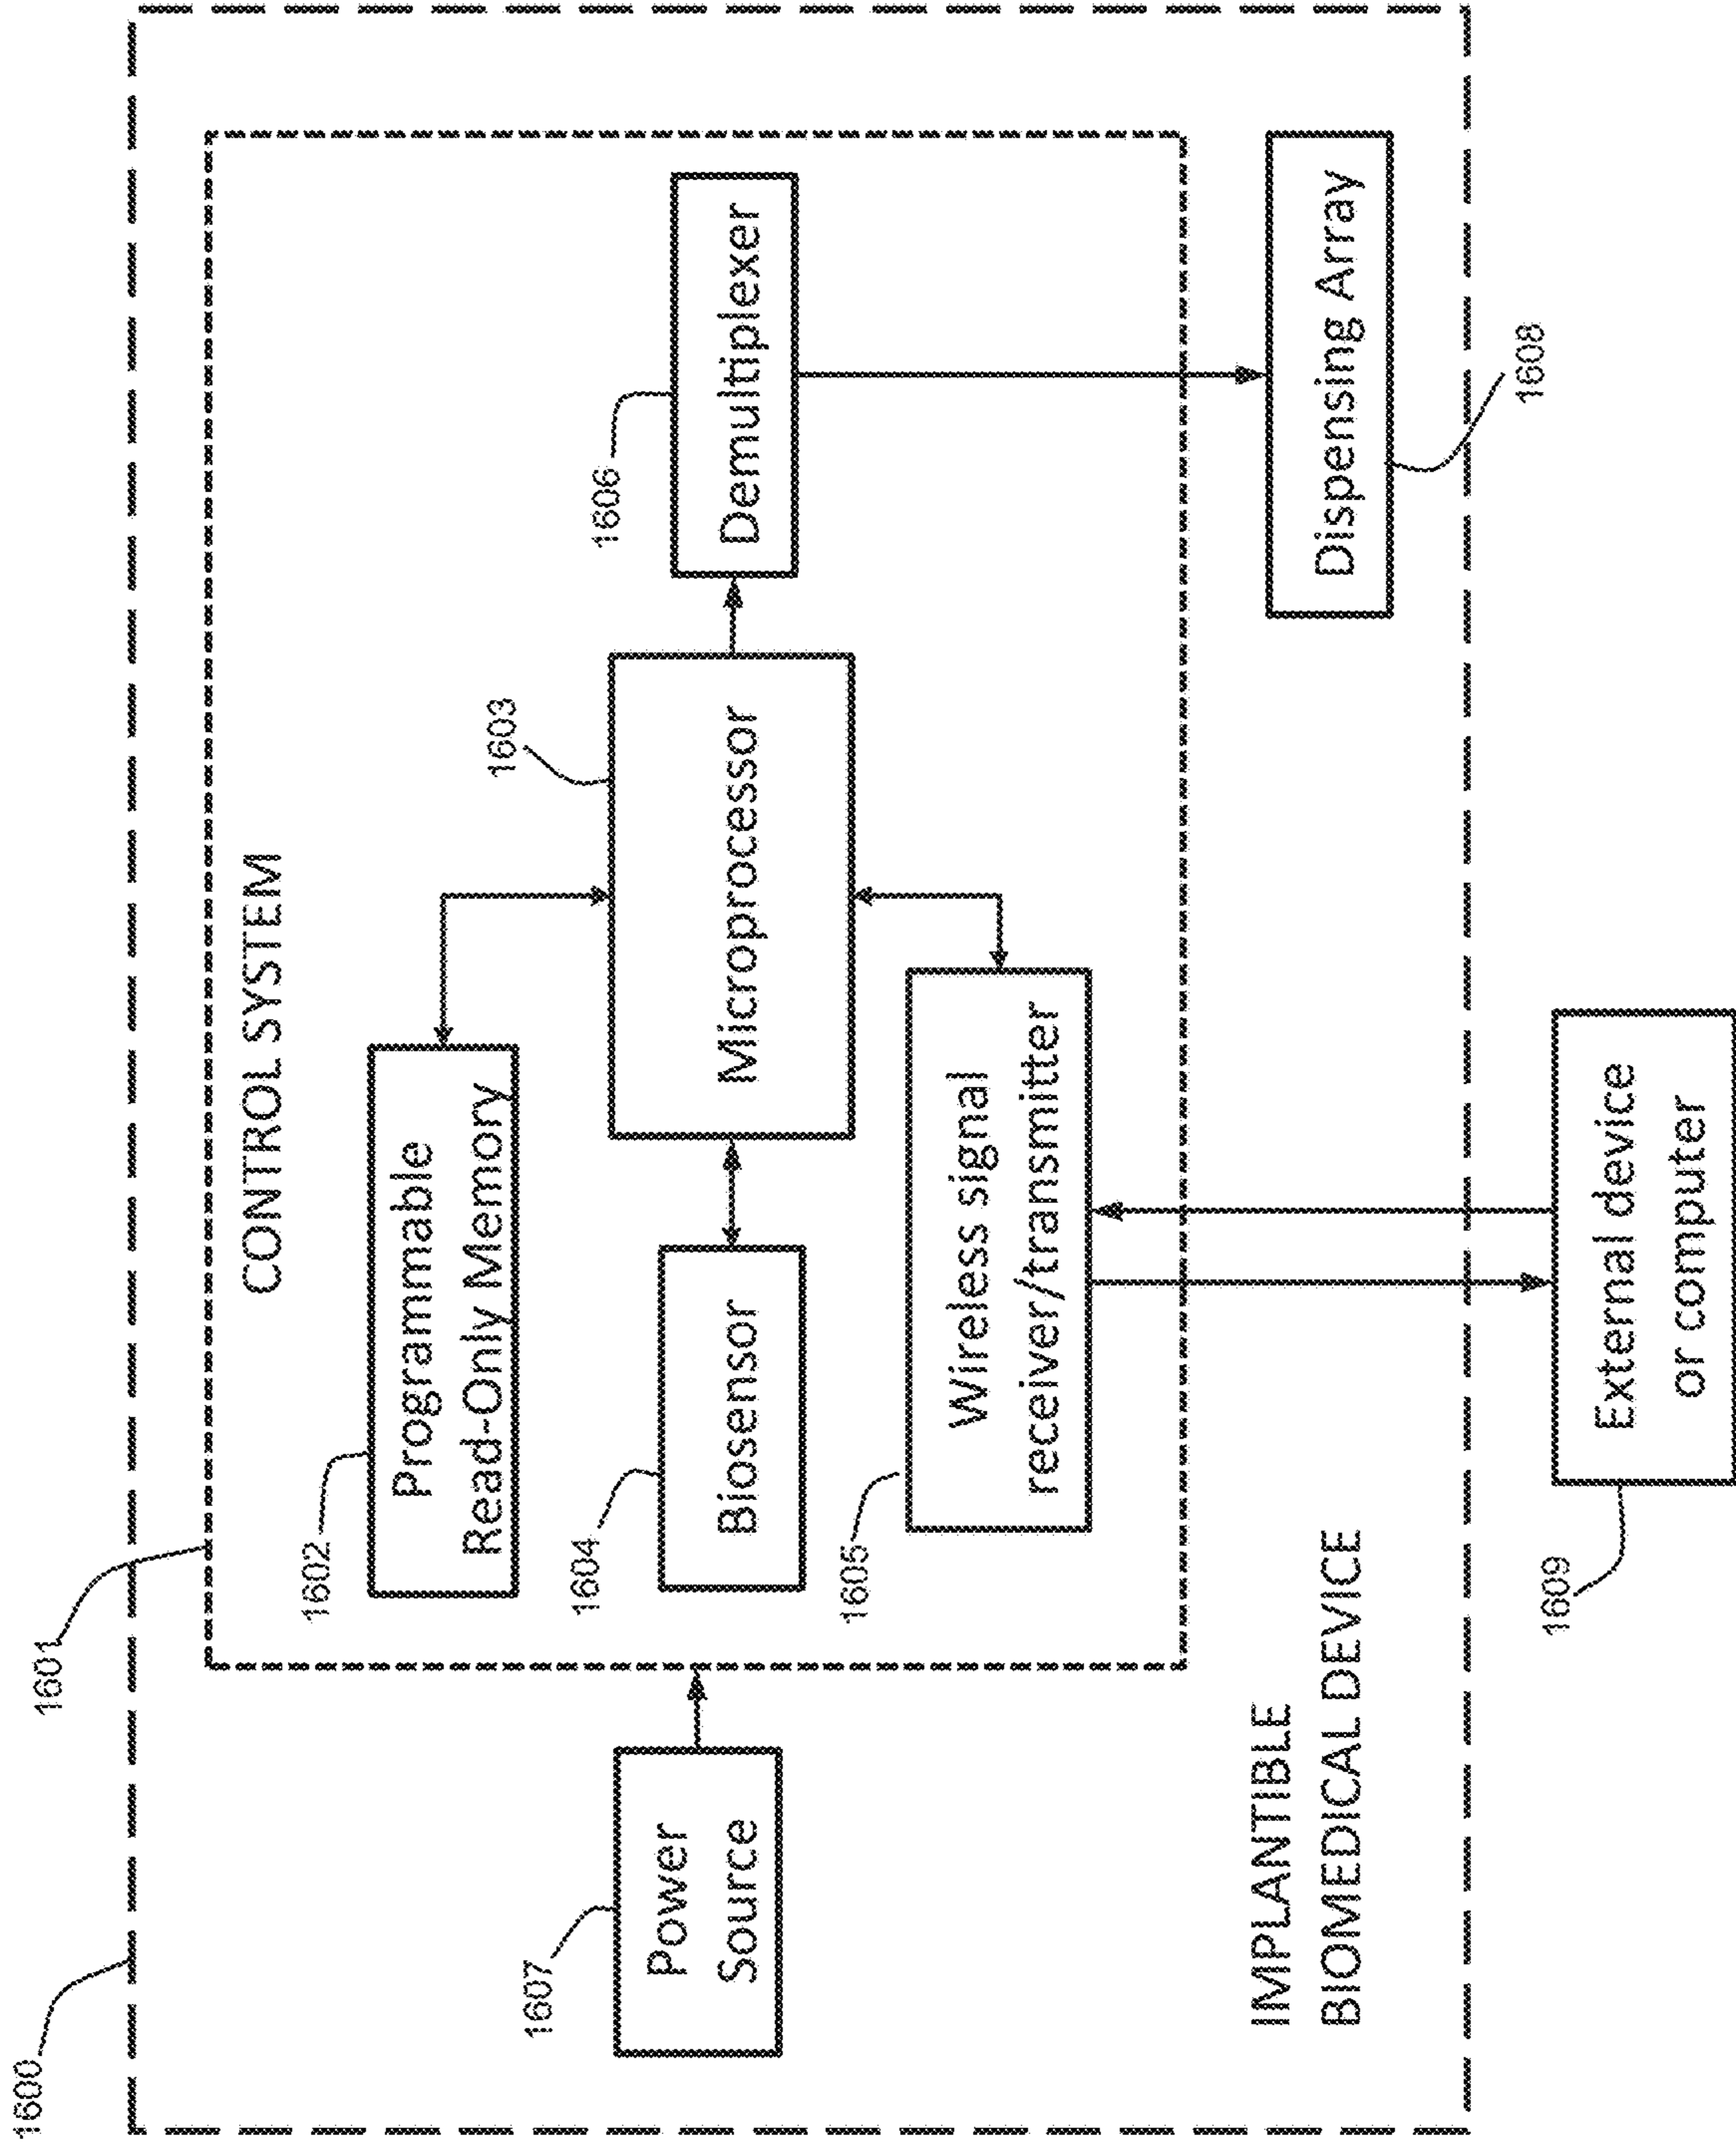 1600
1601
CONTROL SYSTEM
1602
Programmable
Read-Only Memory
1603
Microprocessor
1604
Biosensor
1605
Wireless signal
receiver/transmitter
1606
Demultiplexer
1607
Power
Source
Dispensing Array
1608
IMPLANTIBLE
BIOMEDICAL DEVICE
External device
or computer
1609